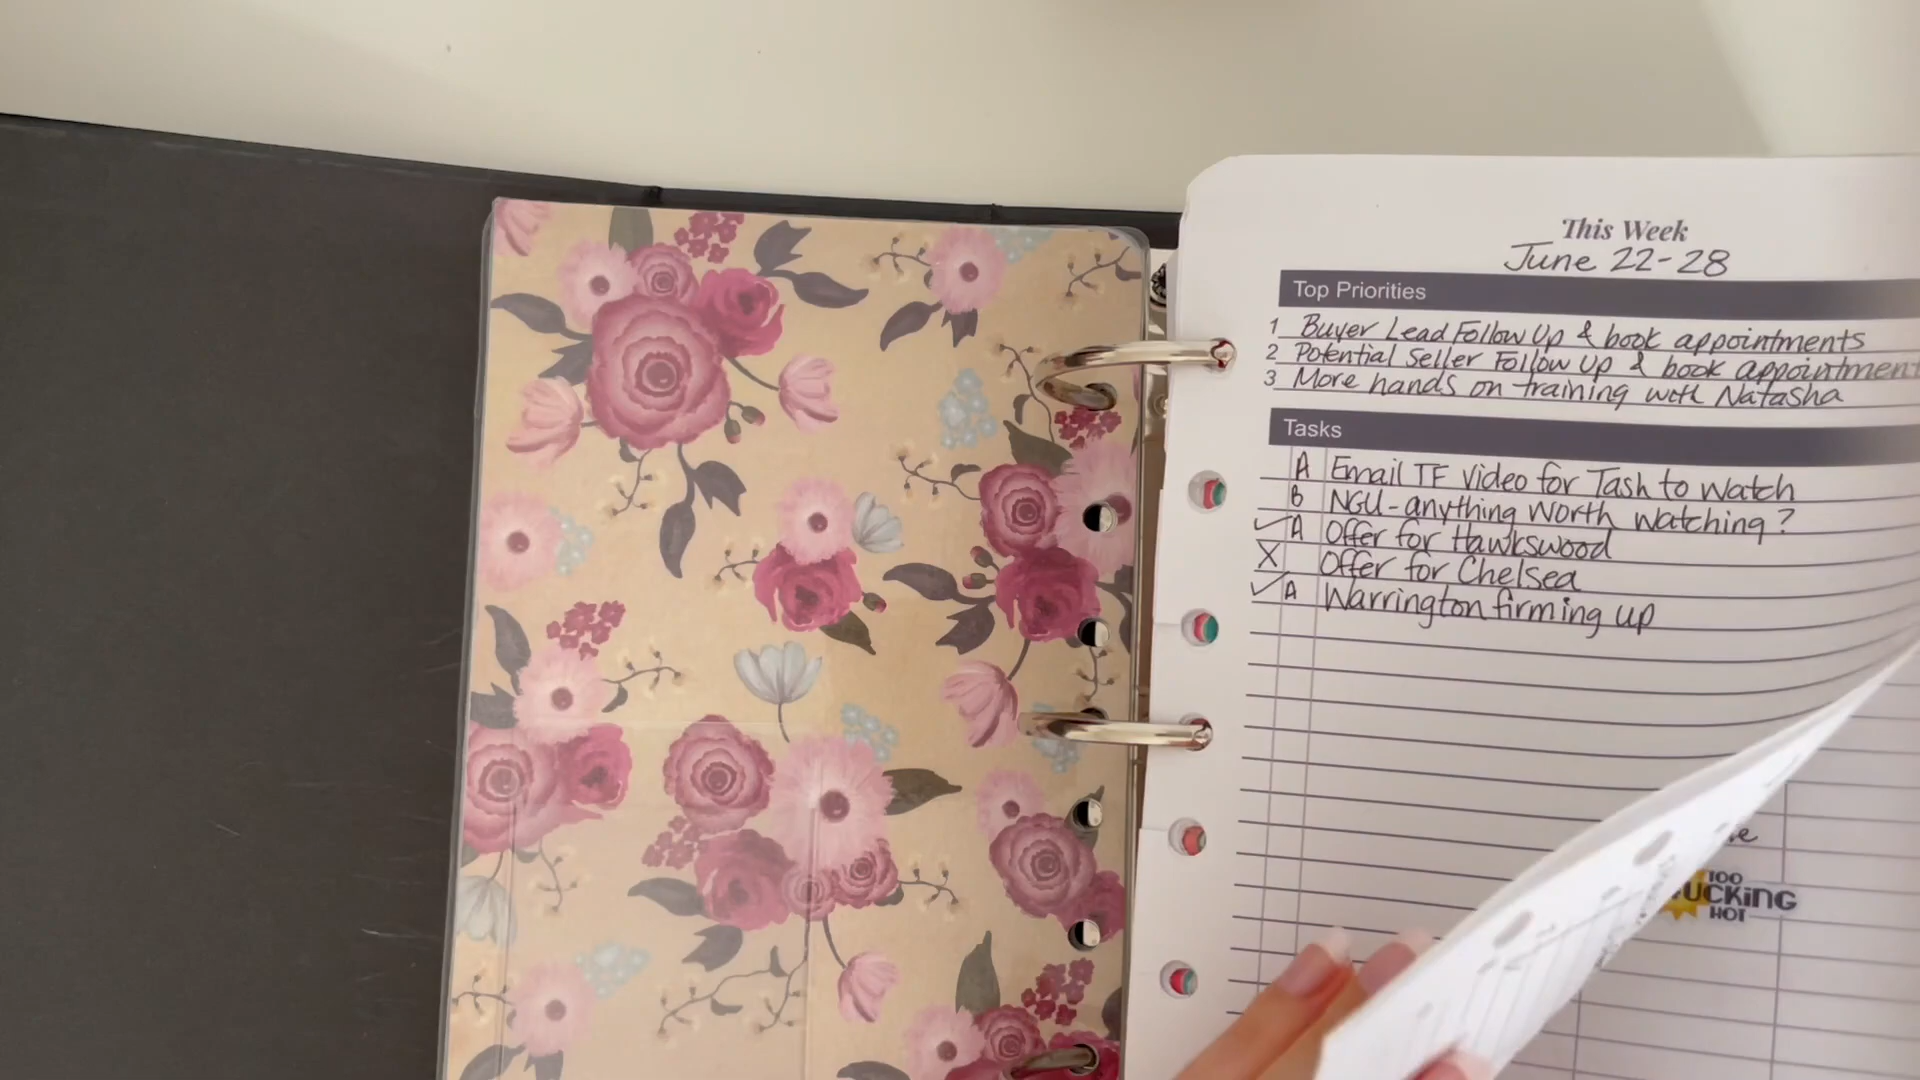 This Week
June 22-28
Top Priorities
1 Buyer Lead Follow Up & book appointments
2 Potential Seller Follow Up & book appointment
3 More hands on training with Natasha
Tasks
A Email TF video for Tash to watch
B NGU-anything worth watching?
✓ A Offer for Hawkswood
X Offer for Chelsea
✓ A Warrington firming up
TOO
UCKiNG
HOT